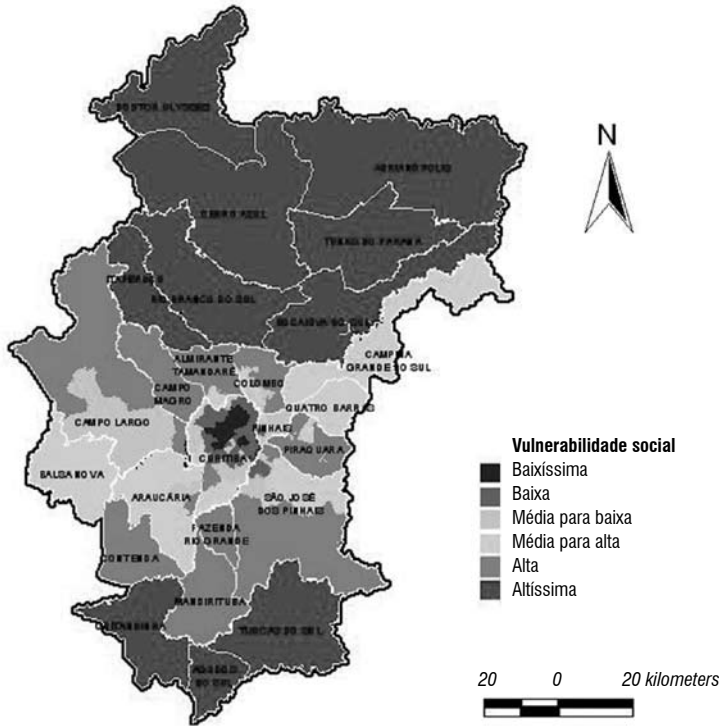 DOUTOR ULYSSES
ADRIANÓPOLIS
CERRO AZUL
TUNAS DO PARANÁ
ITAPERUÇU
RIO BRANCO DO SUL
BOCAIUVA DO SUL
CAMPINA
GRANDE DO SUL
ALMIRANTE
TAMANDARÉ
COLOMBO
CAMPO
MAGRO
QUATRO BARRAS
CAMPO LARGO
PINHAIS
PIRAQUARA
CURITIBA
BALSA NOVA
ARAUCÁRIA
SÃO JOSÉ
DOS PINHAIS
FAZENDA
RIO GRANDE
CONTENDA
MANDIRITUBA
QUITANDINHA
TIJUCAS DO SUL
AGUDOS
DO SUL
N
Vulnerabilidade social
Baixíssima
Baixa
Média para baixa
Média para alta
Alta
Altíssima
20 0 20 kilometers